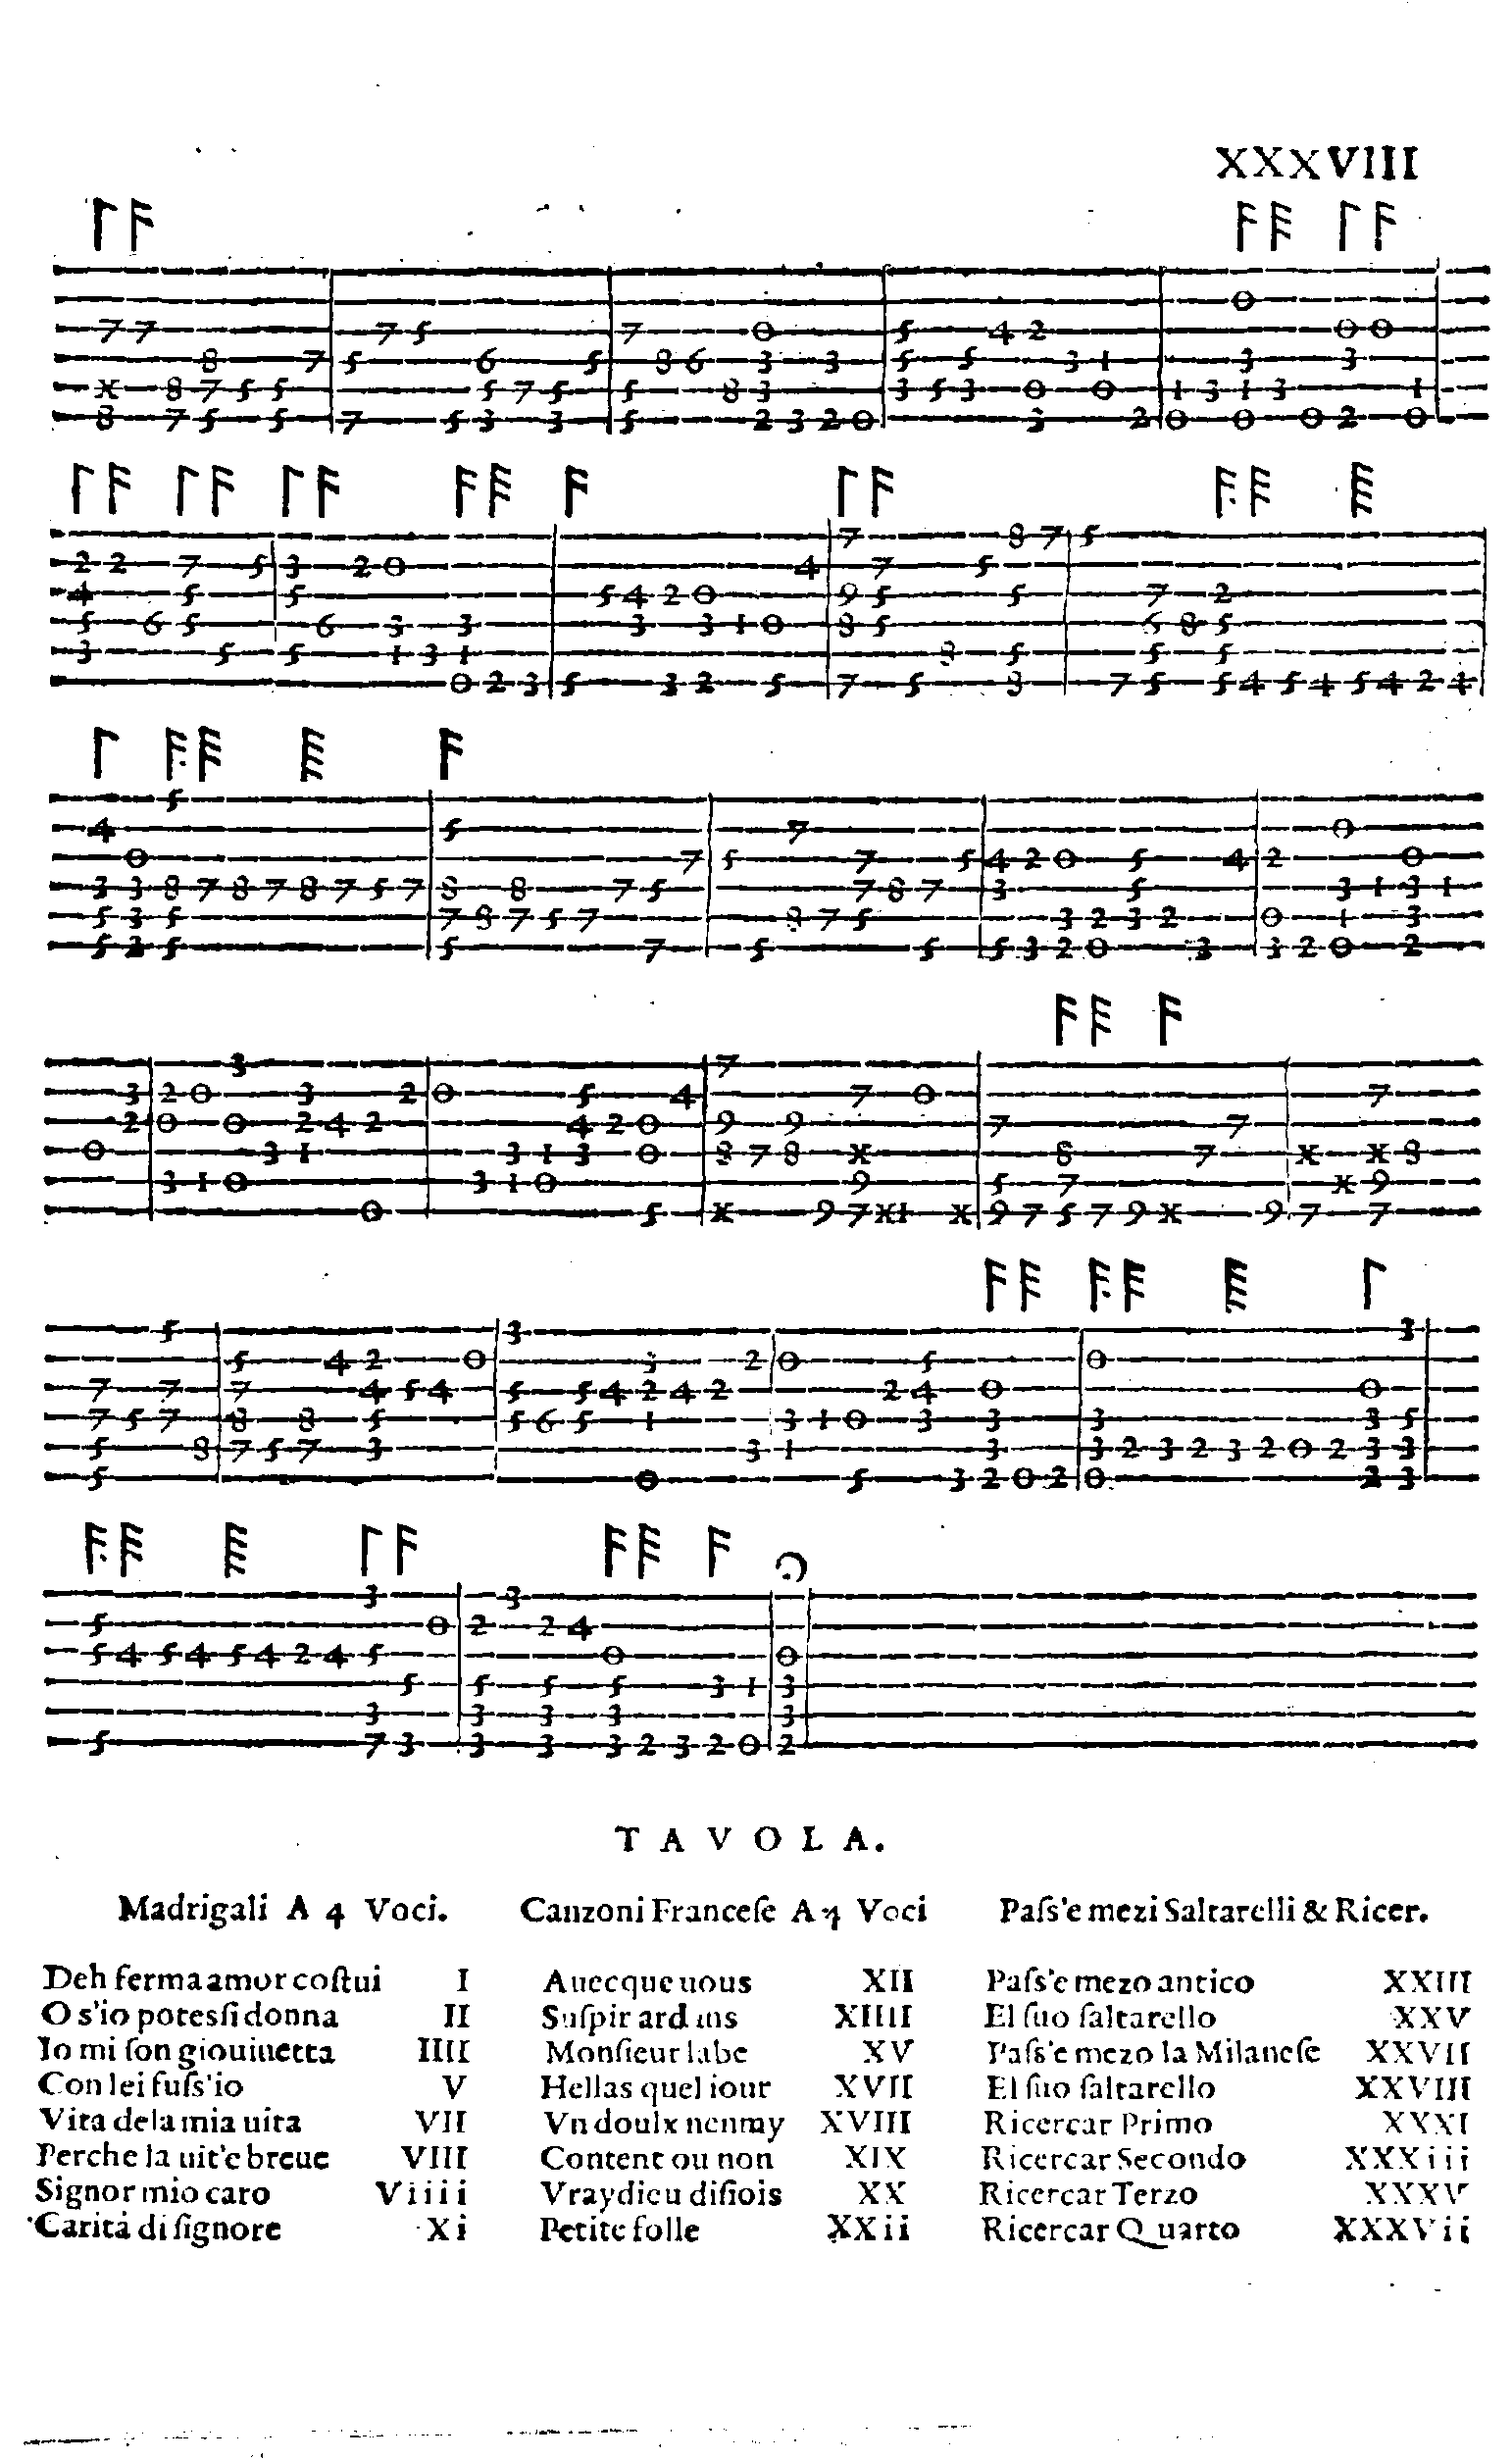 XXXVIII
TAVOLA.
Madrigali A 4 Voci.
Deh ferma amor coſtui I
O s'io poteſſi donna II
Io mi ſon giouinetta IIII
Con lei fuſs'io V
Vita dela mia uita VII
Perche la uit'e breue VIII
Signor mio caro Viiii
Carità di ſignore Xi
Canzoni Franceſe A 4 Voci
Auecque uous XII
Suſpir ardans XIIII
Monſieur labe XV
Hellas quel iour XVII
Vn doulx nenmy XVIII
Content ou non XIX
Vraydieu diſiois XX
Petite folle XXii
Paſs'e mezi Saltarelli & Ricer.
Paſs'e mezo antico XXIII
El ſuo ſaltarello XXV
Paſs'e mezo la Milaneſe XXVII
El ſuo ſaltarello XXVIII
Ricercar Primo XXXI
Ricercar Secondo XXXiii
Ricercar Terzo XXXV
Ricercar Quarto XXXVii